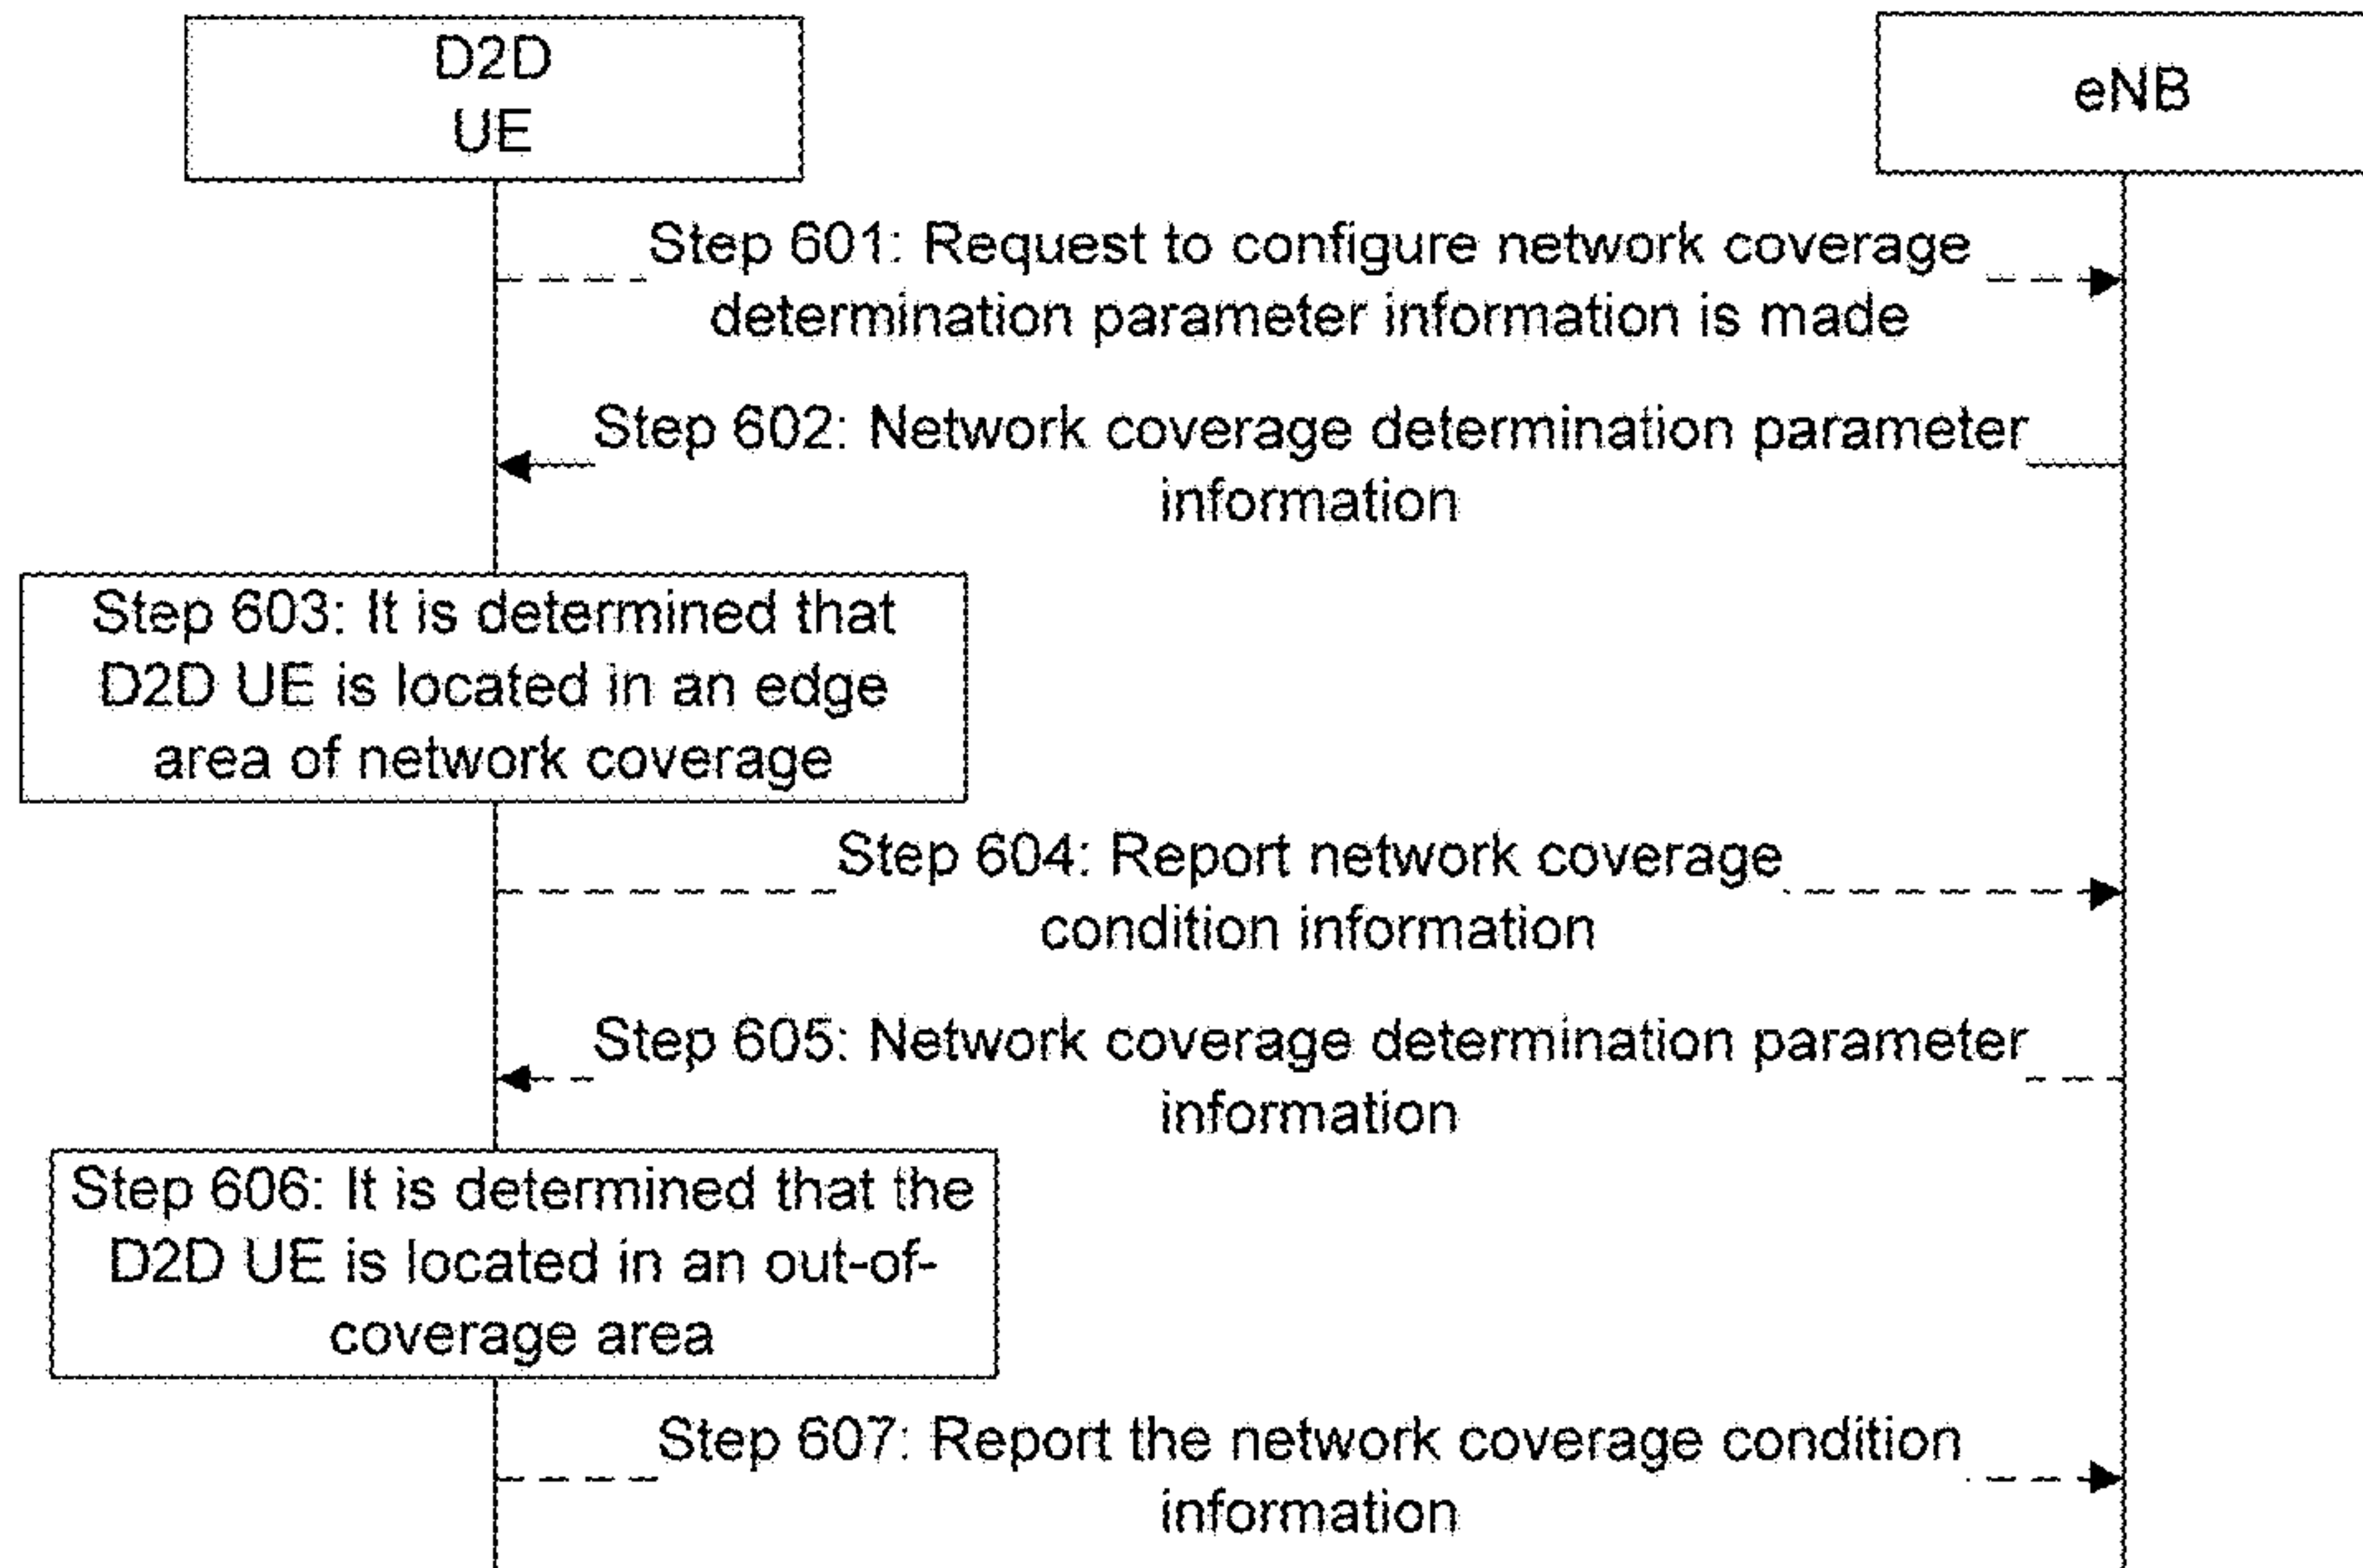 D2D
UE
eNB
Step 601: Request to configure network coverage
determination parameter information is made
Step 602: Network coverage determination parameter
information
Step 603: It is determined that
D2D UE is located in an edge
area of network coverage
Step 604: Report network coverage
condition information
Step 605: Network coverage determination parameter
information
Step 606: It is determined that the
D2D UE is located in an out-of-
coverage area
Step 607: Report the network coverage condition
information